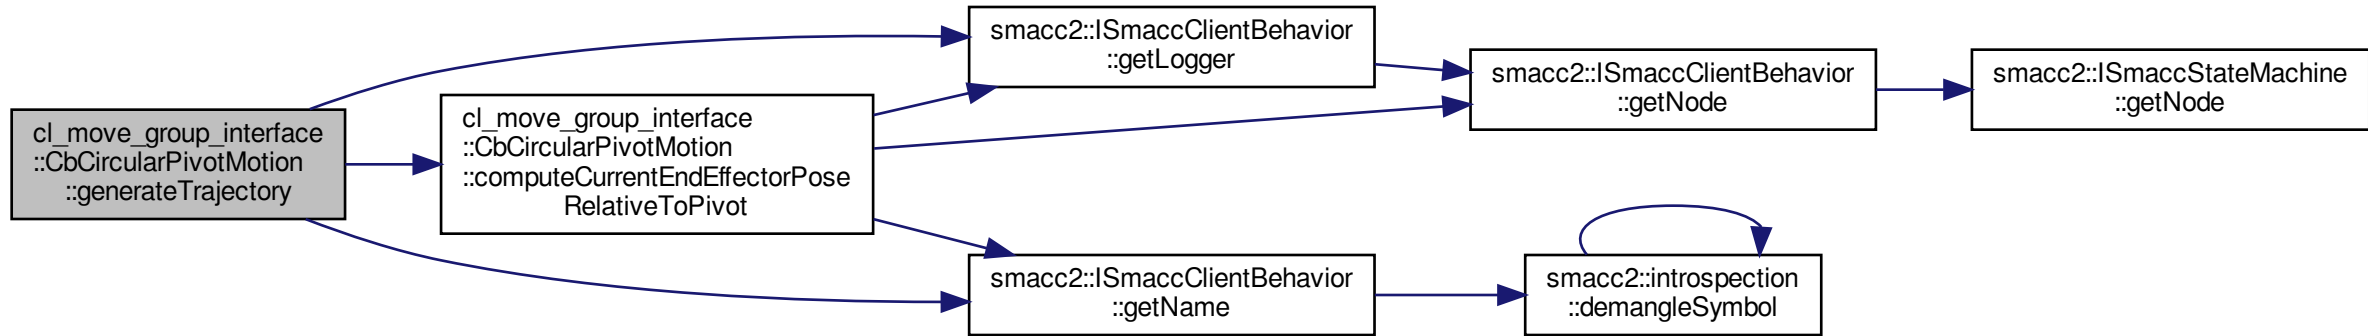 cl_move_group_interface
::CbCircularPivotMotion
::generateTrajectory
cl_move_group_interface
::CbCircularPivotMotion
::computeCurrentEndEffectorPose
RelativeToPivot
smacc2::ISmaccClientBehavior
::getLogger
smacc2::ISmaccClientBehavior
::getNode
smacc2::ISmaccStateMachine
::getNode
smacc2::ISmaccClientBehavior
::getName
smacc2::introspection
::demangleSymbol